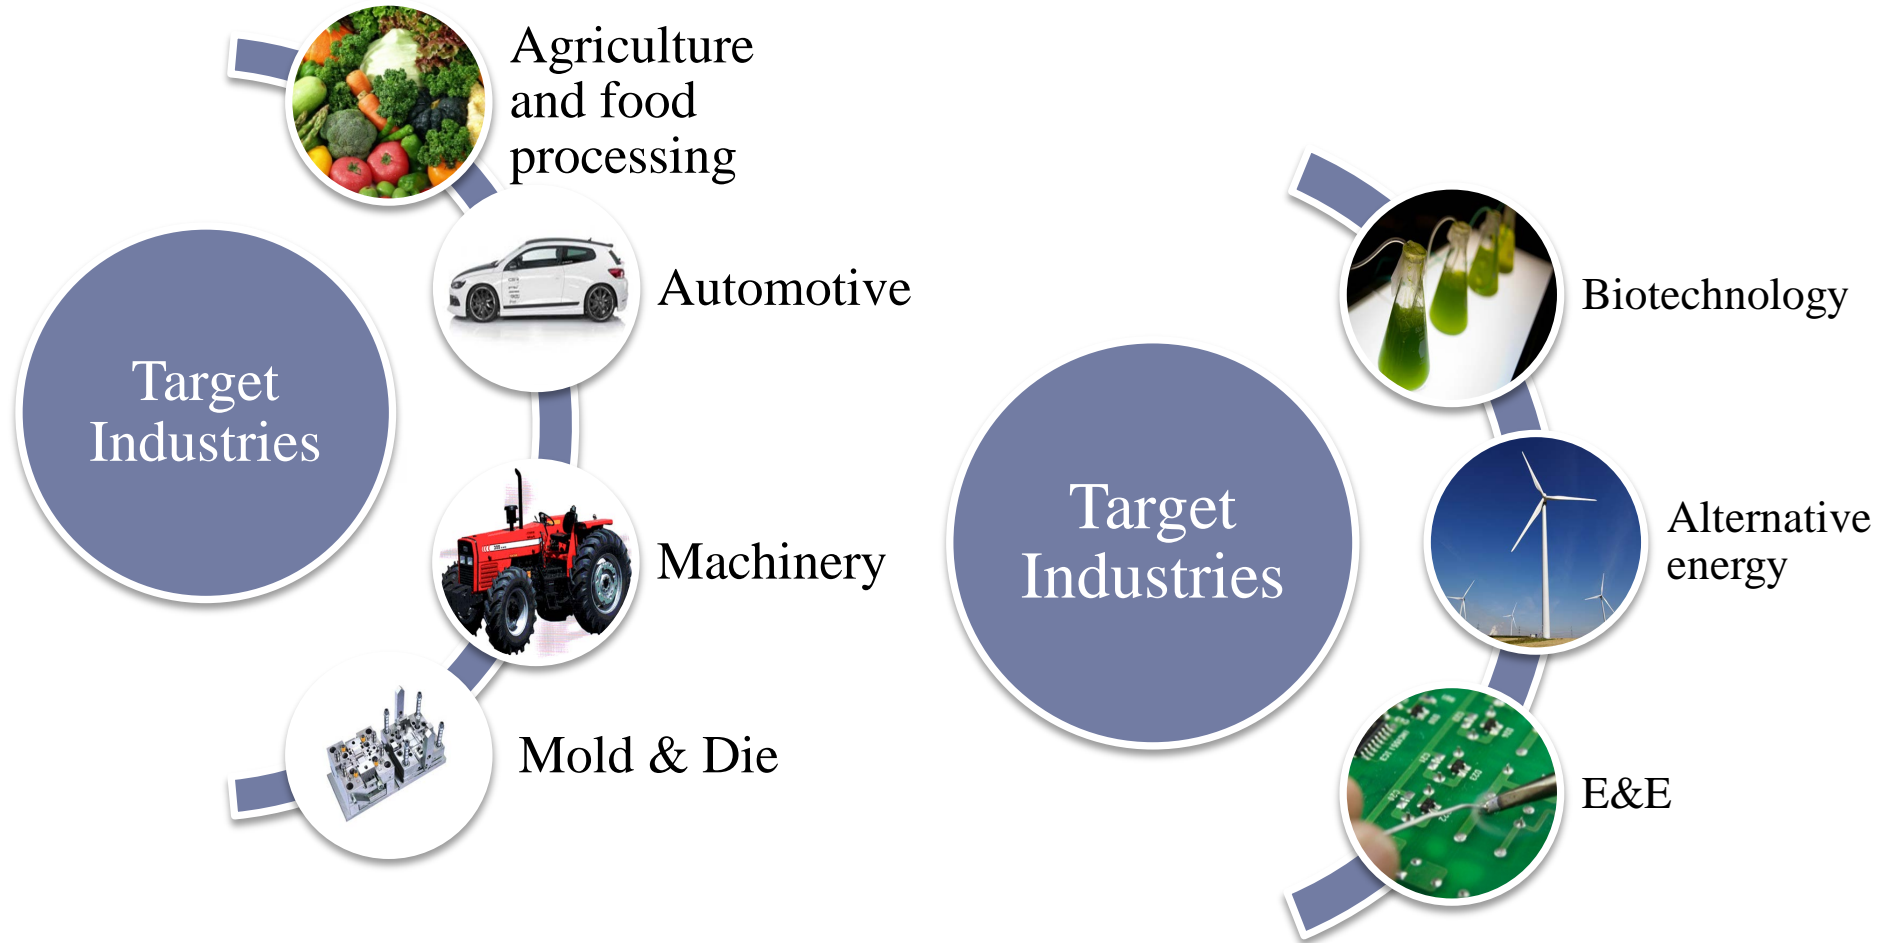 Agriculture
and food
processing
Automotive
Target
Industries
Machinery
Mold & Die
Biotechnology
Target
Industries
Alternative
energy
E&E